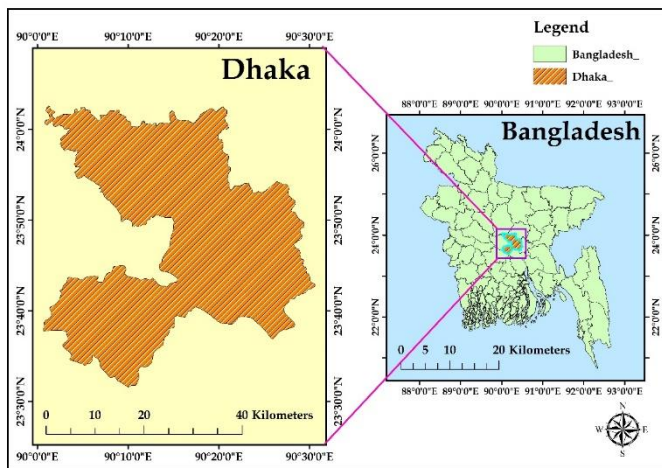 90°0'0"E 90°10'0"E 90°20'0"E 90°30'0"E
Dhaka
24°0'0"N
23°50'0"N
23°40'0"N
23°30'0"N
24°0'0"N
23°50'0"N
23°40'0"N
23°30'0"N
0 10 20 40 Kilometers
90°0'0"E 90°10'0"E 90°20'0"E 90°30'0"E
Legend
Bangladesh_
Dhaka_
88°0'0"E 89°0'0"E 90°0'0"E 91°0'0"E 92°0'0"E 93°0'0"E
Bangladesh
26°0'0"N
24°0'0"N
22°0'0"N
26°0'0"N
24°0'0"N
22°0'0"N
0 5 10 20 Kilometers
88°0'0"E 89°0'0"E 90°0'0"E 91°0'0"E 92°0'0"E 93°0'0"E
N
W E
S